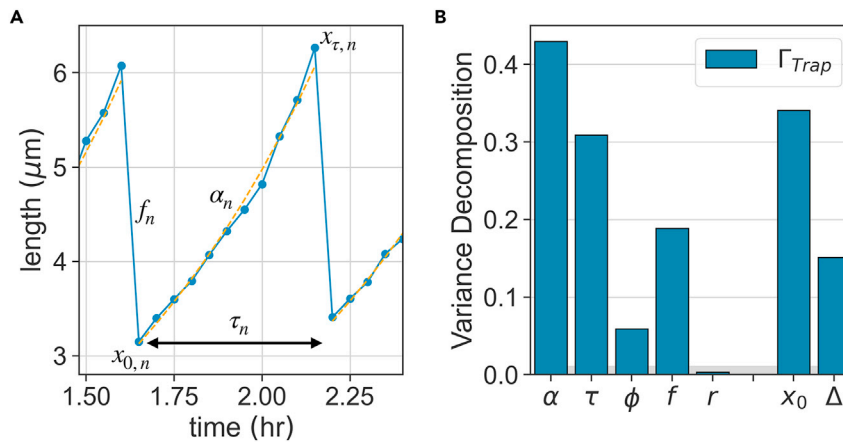 A
length (μm)
6
5
4
3
1.50
1.75
2.00
2.25
time (hr)
x_{τ,n}
f_n
α_n
τ_n
x_{0,n}
B
Variance Decomposition
0.4
0.3
0.2
0.1
0.0
Γ_{Trap}
α
τ
ϕ
f
r
x_0
Δ